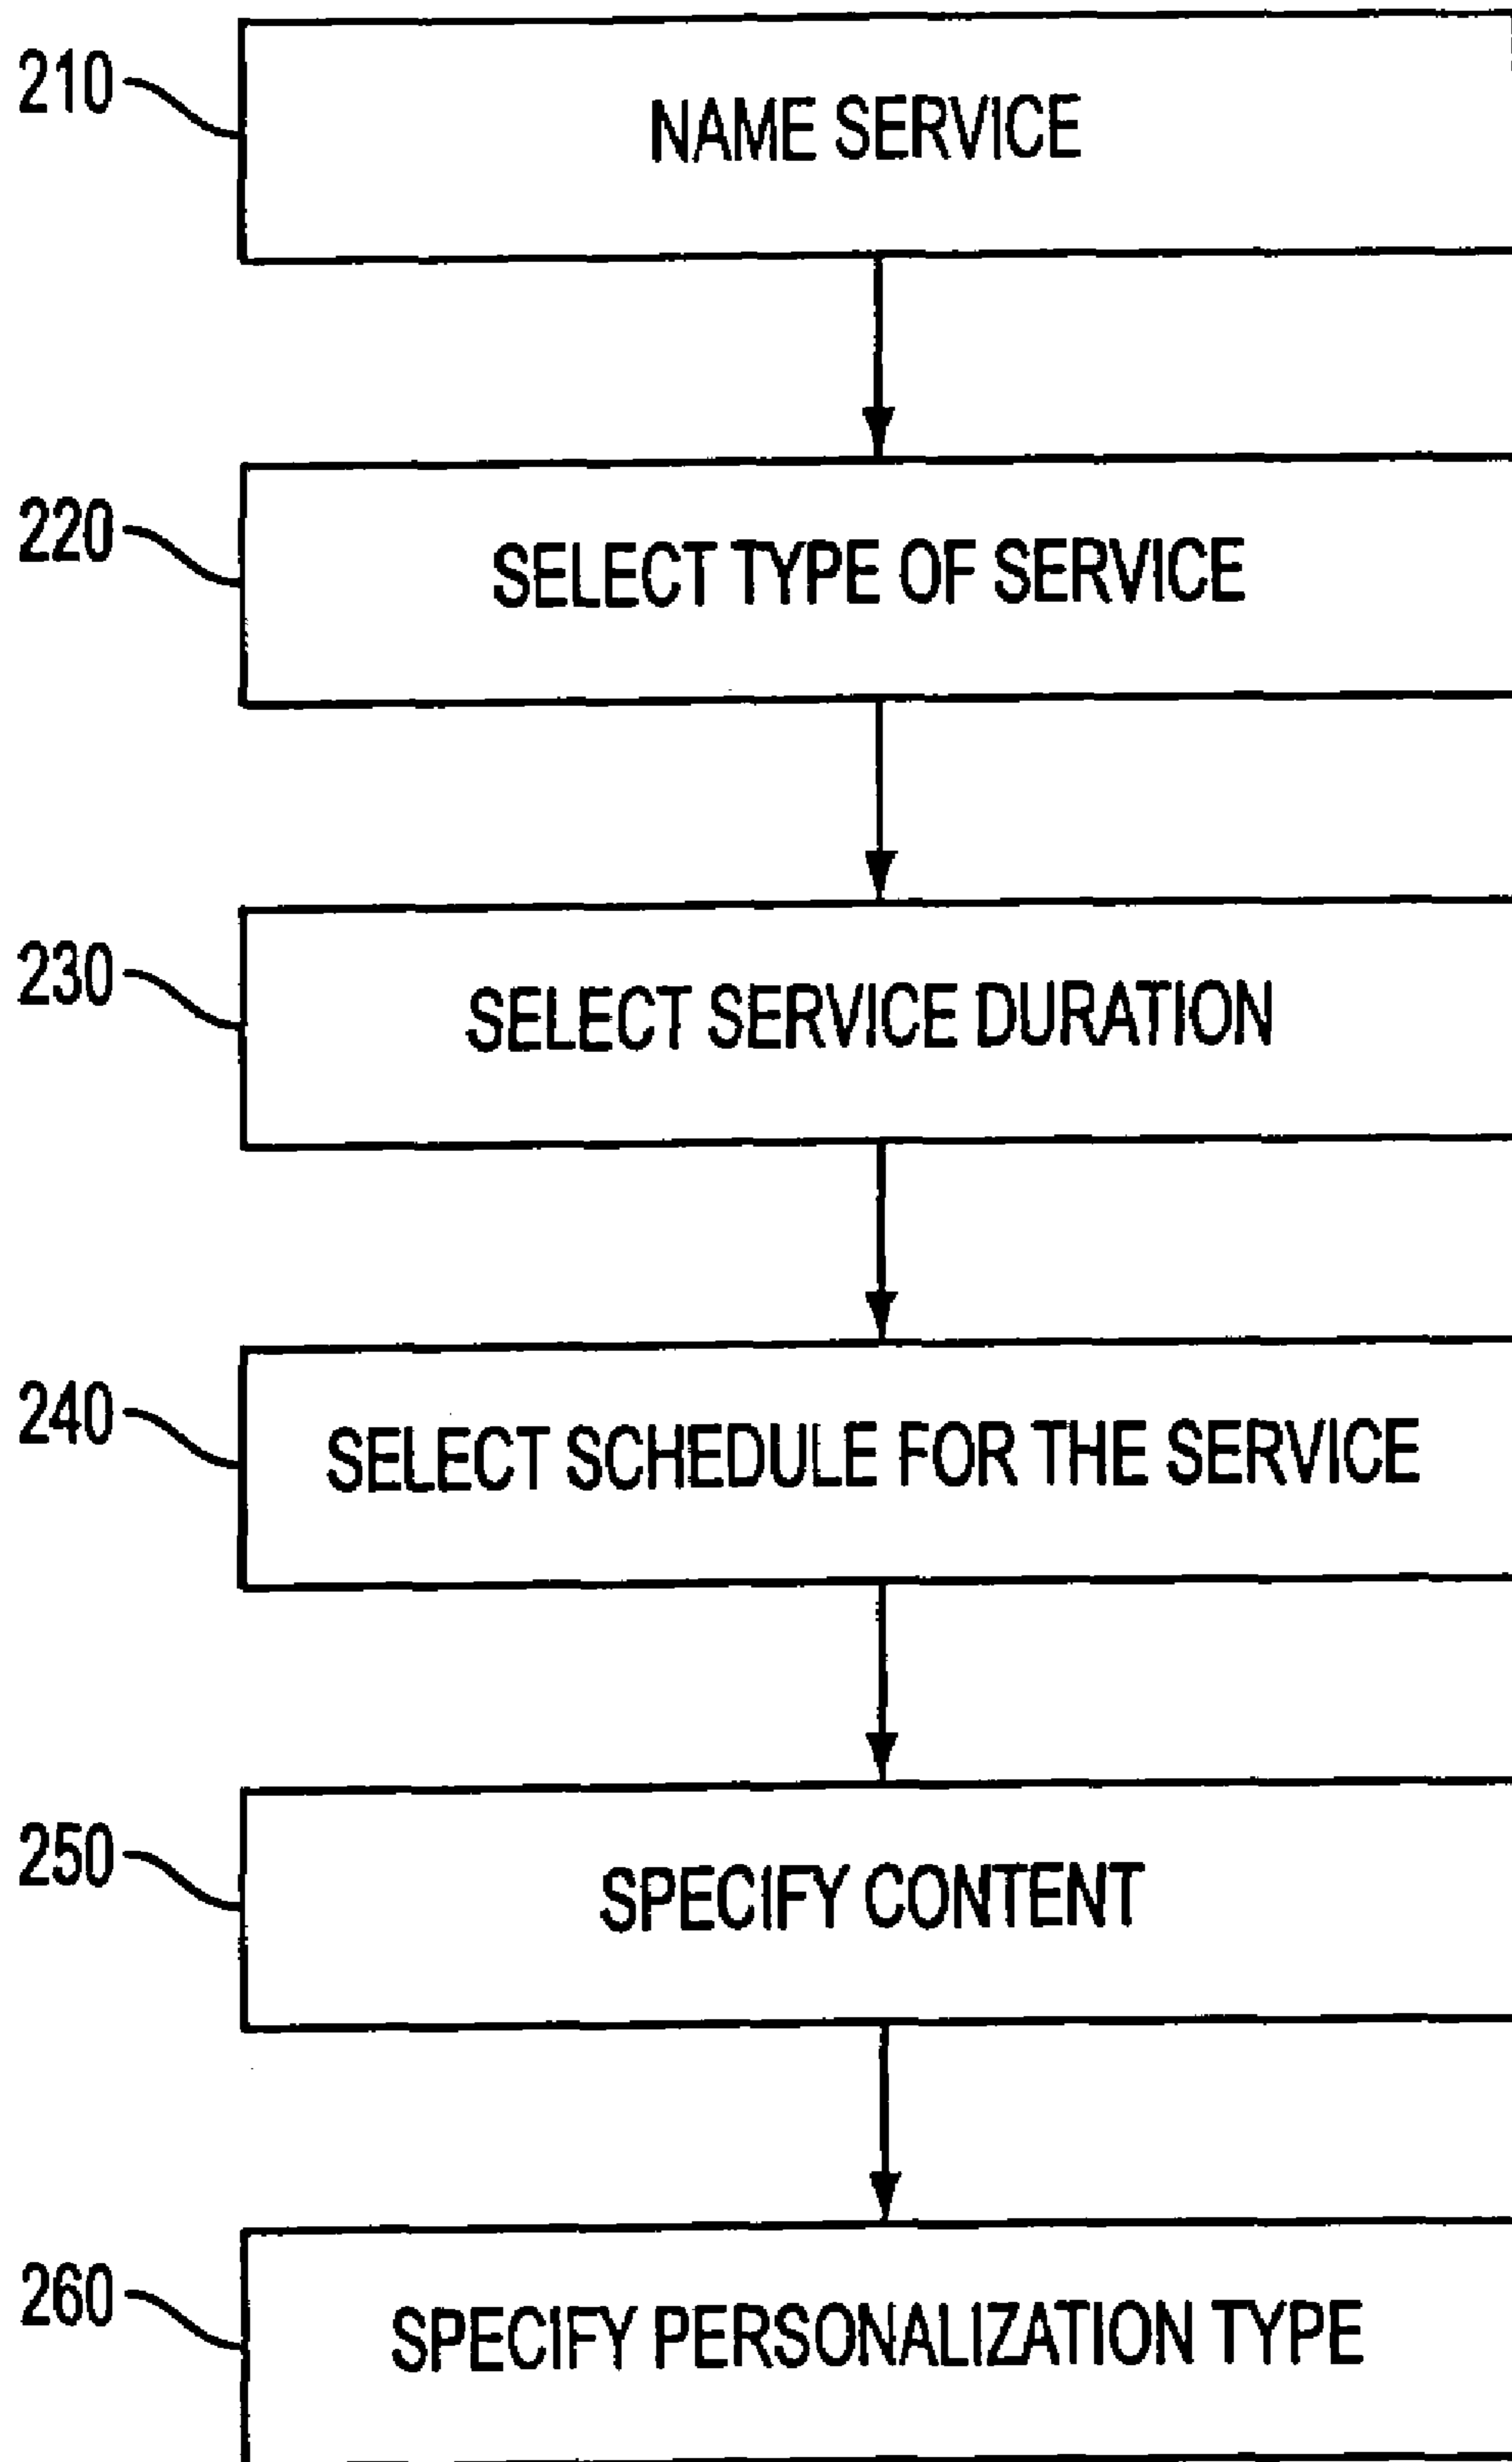 210 NAME SERVICE
220 SELECT TYPE OF SERVICE
230 SELECT SERVICE DURATION
240 SELECT SCHEDULE FOR THE SERVICE
250 SPECIFY CONTENT
260 SPECIFY PERSONALIZATION TYPE